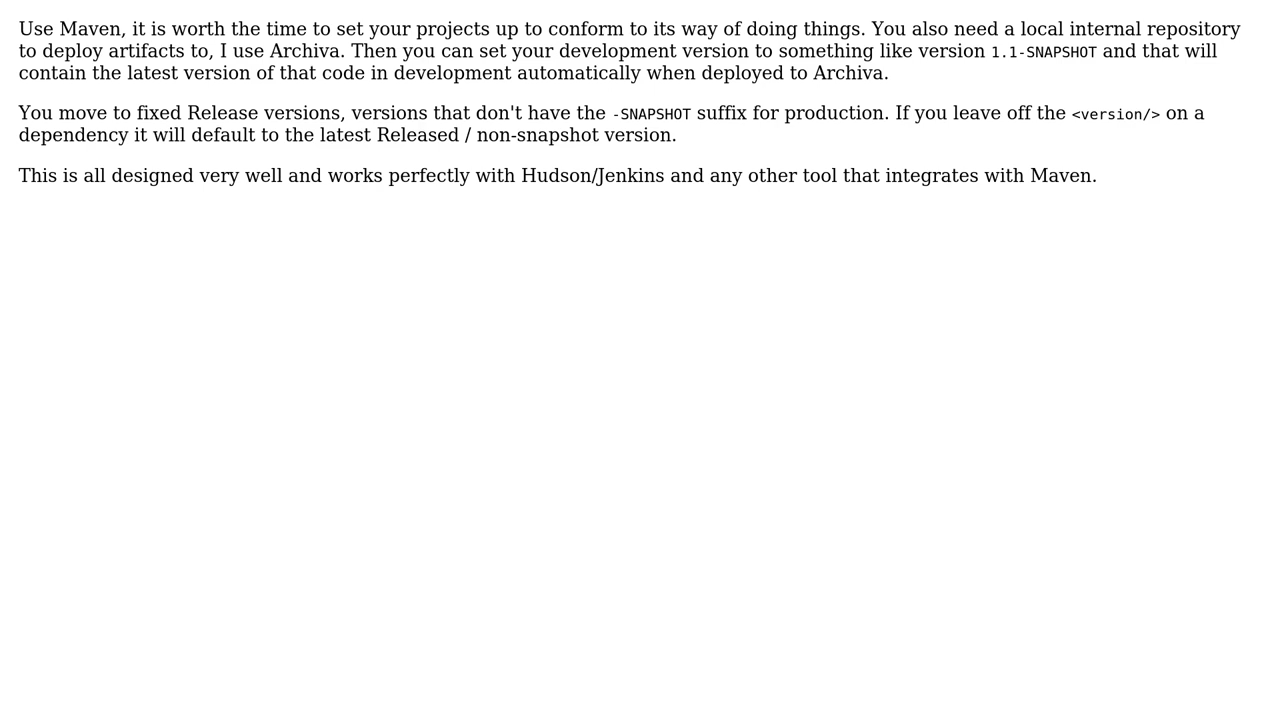 Use Maven, it is worth the time to set your projects up to conform to its way of doing things. You also need a local internal repository
to deploy artifacts to, I use Archiva. Then you can set your development version to something like version 1.1-SNAPSHOT and that will
contain the latest version of that code in development automatically when deployed to Archiva.
You move to fixed Release versions, versions that don't have the -SNAPSHOT suffix for production. If you leave off the <version/> on a
dependency it will default to the latest Released / non-snapshot version.
This is all designed very well and works perfectly with Hudson/Jenkins and any other tool that integrates with Maven.